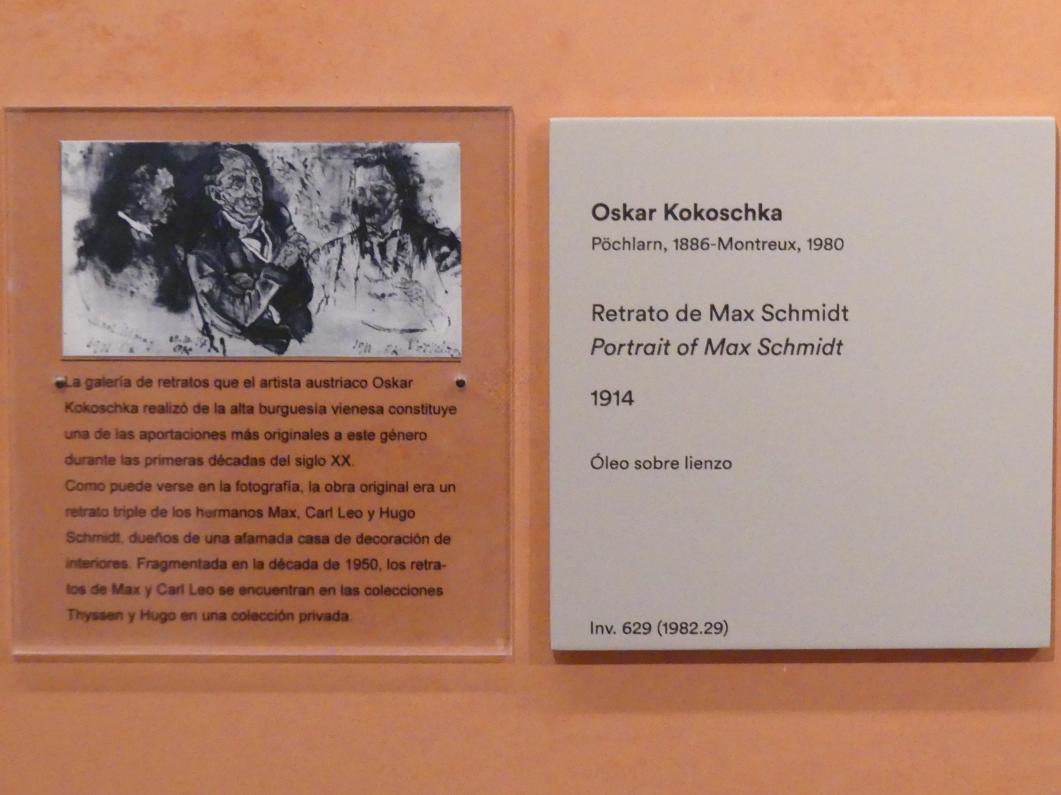 La galería de retratos que el artista austriaco Oskar
Kokoschka realizó de la alta burguesía vienesa constituye
una de las aportaciones más originales a este género
durante las primeras décadas del siglo XX.
Como puede verse en la fotografía, la obra original era un
retrato triple de los hermanos Max, Carl Leo y Hugo
Schmidt, dueños de una afamada casa de decoración de
interiores. Fragmentada en la década de 1950, los retra-
tos de Max y Carl Leo se encuentran en las colecciones
Thyssen y Hugo en una colección privada.
Oskar Kokoschka
Pöchlarn, 1886-Montreux, 1980
Retrato de Max Schmidt
Portrait of Max Schmidt
1914
Óleo sobre lienzo
Inv. 629 (1982.29)